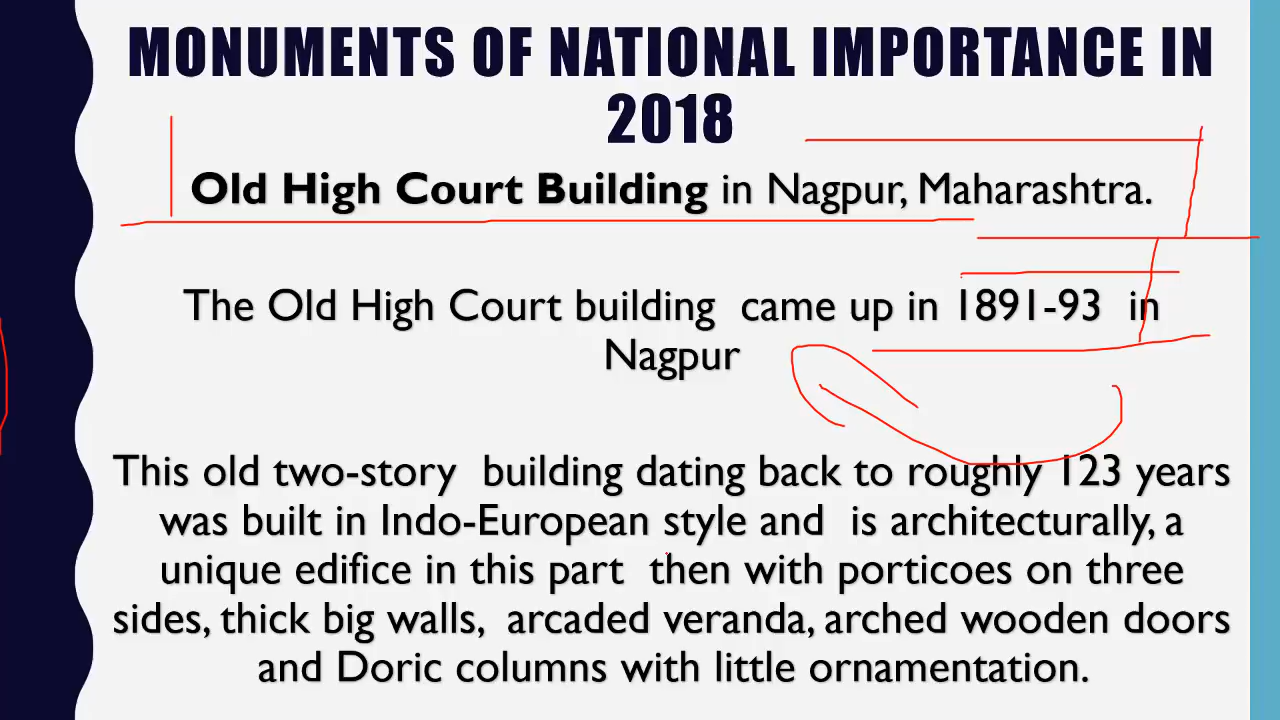 MONUMENTS OF NATIONAL IMPORTANCE IN
2018
Old High Court Building in Nagpur, Maharashtra.
The Old High Court building came up in 1891-93 in
Nagpur
This old two-story building dating back to roughly 123 years
was built in Indo-European style and is architecturally, a
unique edifice in this part then with porticoes on three
sides, thick big walls, arcaded veranda, arched wooden doors
and Doric columns with little ornamentation.